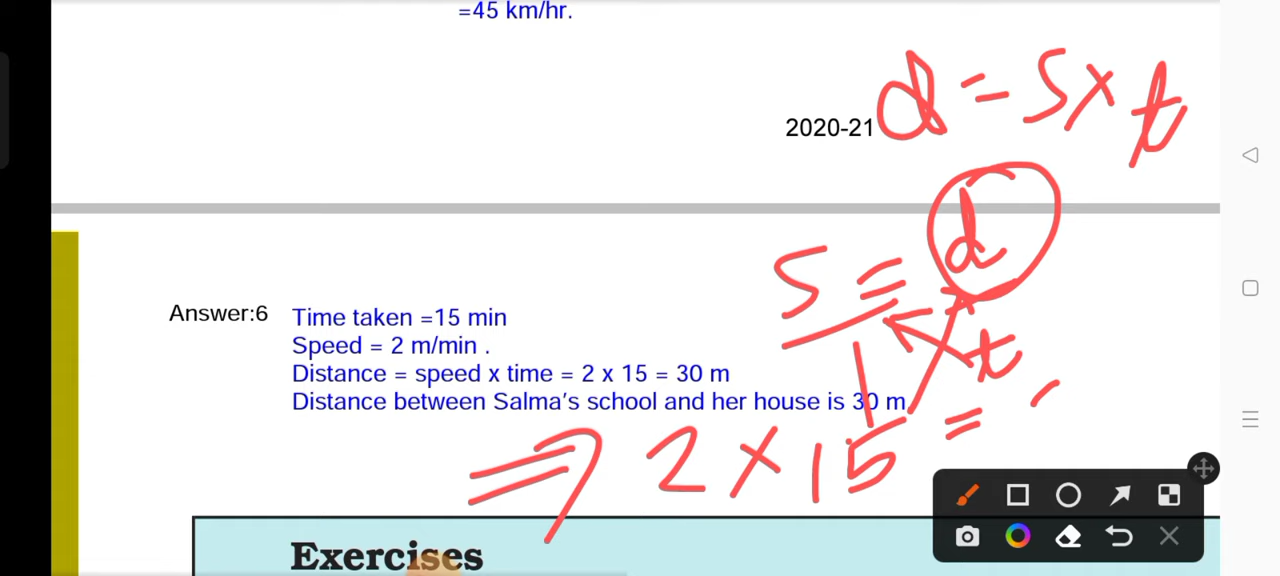 =45 km/hr.
d = s x t
2020-21
s = d
t
Answer:6
Time taken =15 min
Speed = 2 m/min .
Distance = speed x time = 2 x 15 = 30 m
Distance between Salma's school and her house is 30 m
⇒ 2 x 15 =
Exercises